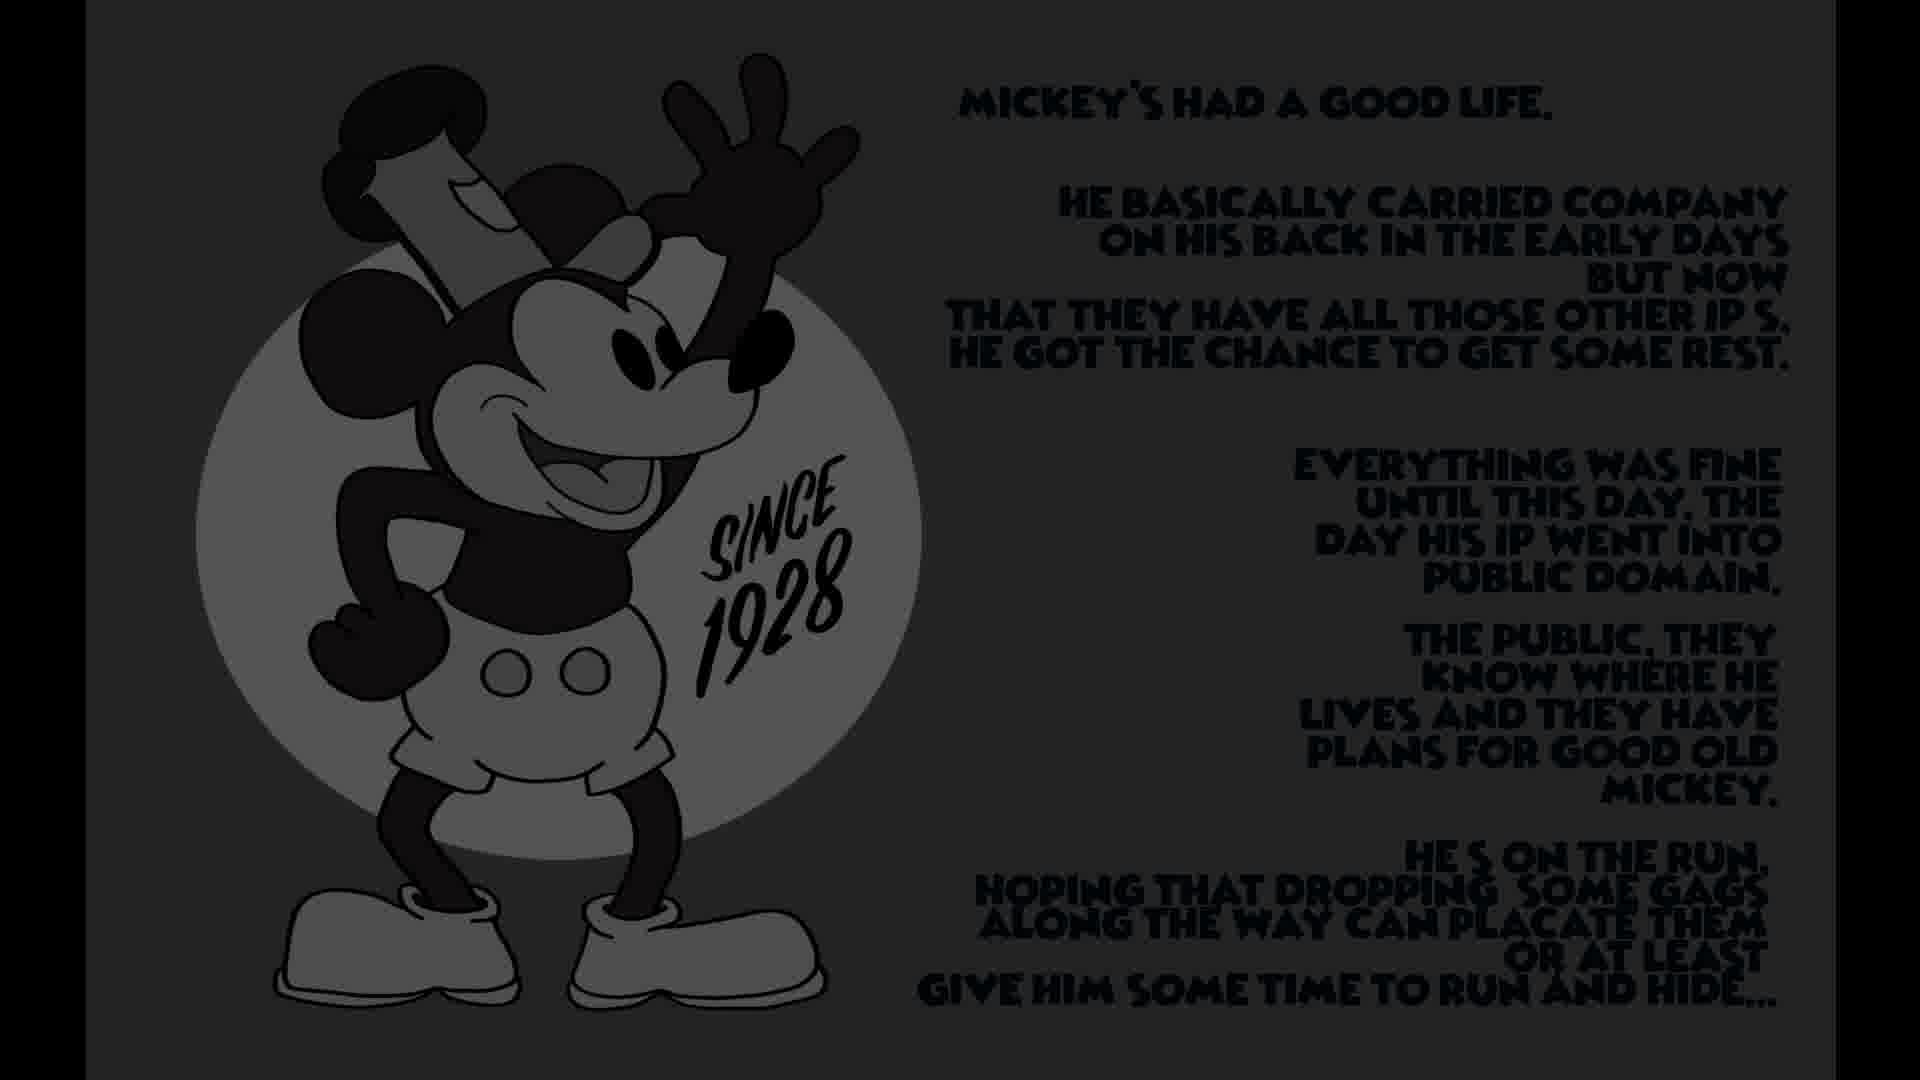 MICKEY'S HAD A GOOD LIFE.
HE BASICALLY CARRIED COMPANY
ON HIS BACK IN THE EARLY DAYS
BUT NOW
THAT THEY HAVE ALL THOSE OTHER IP S,
HE GOT THE CHANCE TO GET SOME REST.
EVERYTHING WAS FINE
UNTIL THIS DAY. THE
DAY HIS IP WENT INTO
PUBLIC DOMAIN.
THE PUBLIC, THEY
KNOW WHERE HE
LIVES AND THEY HAVE
PLANS FOR GOOD OLD
MICKEY.
HE S ON THE RUN,
HOPING THAT DROPPING SOME GAGS
ALONG THE WAY CAN PLACATE THEM
OR AT LEAST
GIVE HIM SOME TIME TO RUN AND HIDE...
SINCE
1928